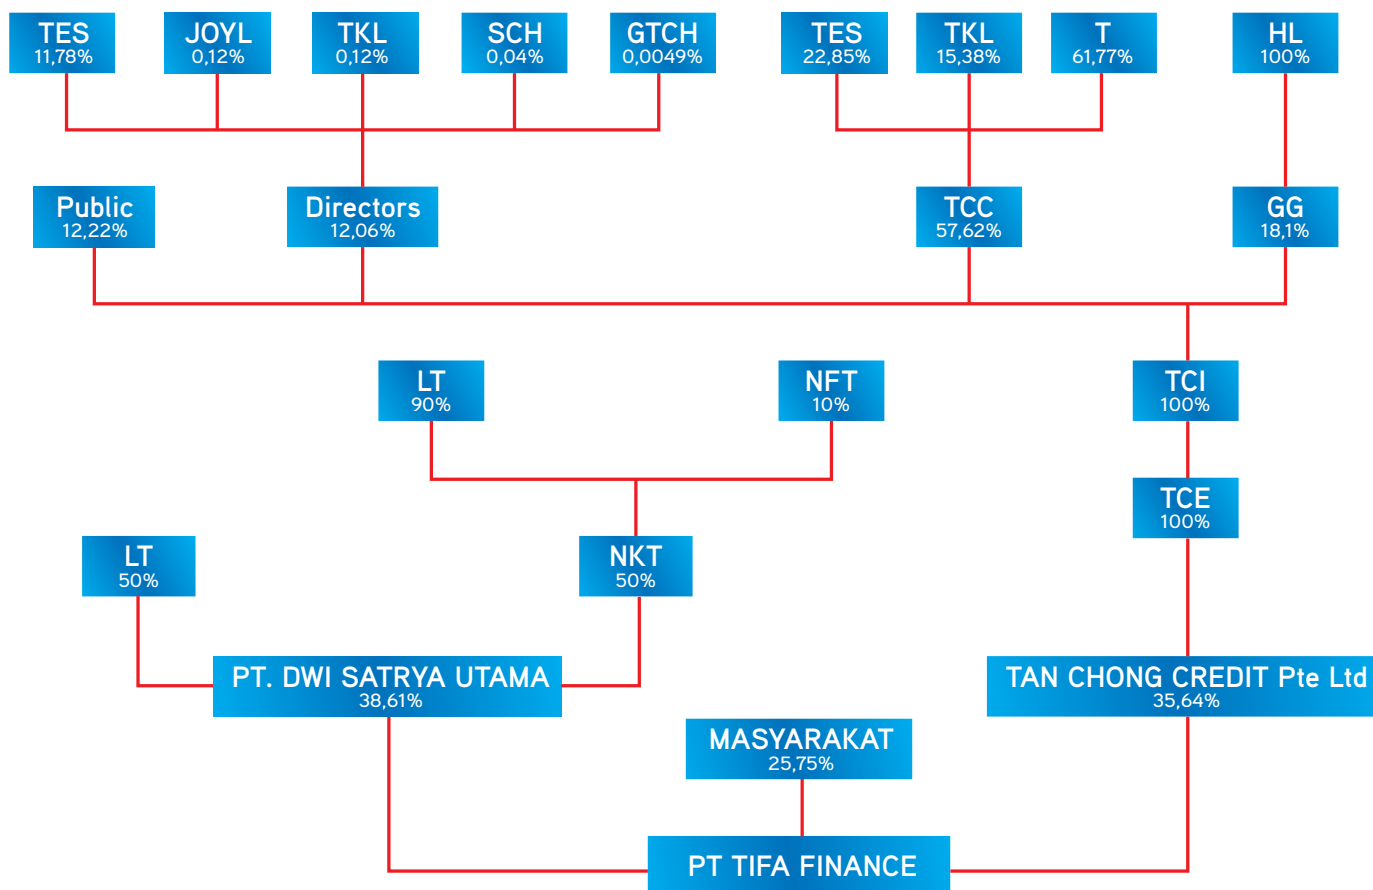 TES
11,78%
JOYL
0,12%
TKL
0,12%
SCH
0,04%
GTCH
0,0049%
TES
22,85%
TKL
15,38%
T
61,77%
HL
100%
Public
12,22%
Directors
12,06%
TCC
57,62%
GG
18,1%
LT
90%
NFT
10%
TCI
100%
TCE
100%
LT
50%
NKT
50%
PT. DWI SATRYA UTAMA
38,61%
TAN CHONG CREDIT Pte Ltd
35,64%
MASYARAKAT
25,75%
PT TIFA FINANCE